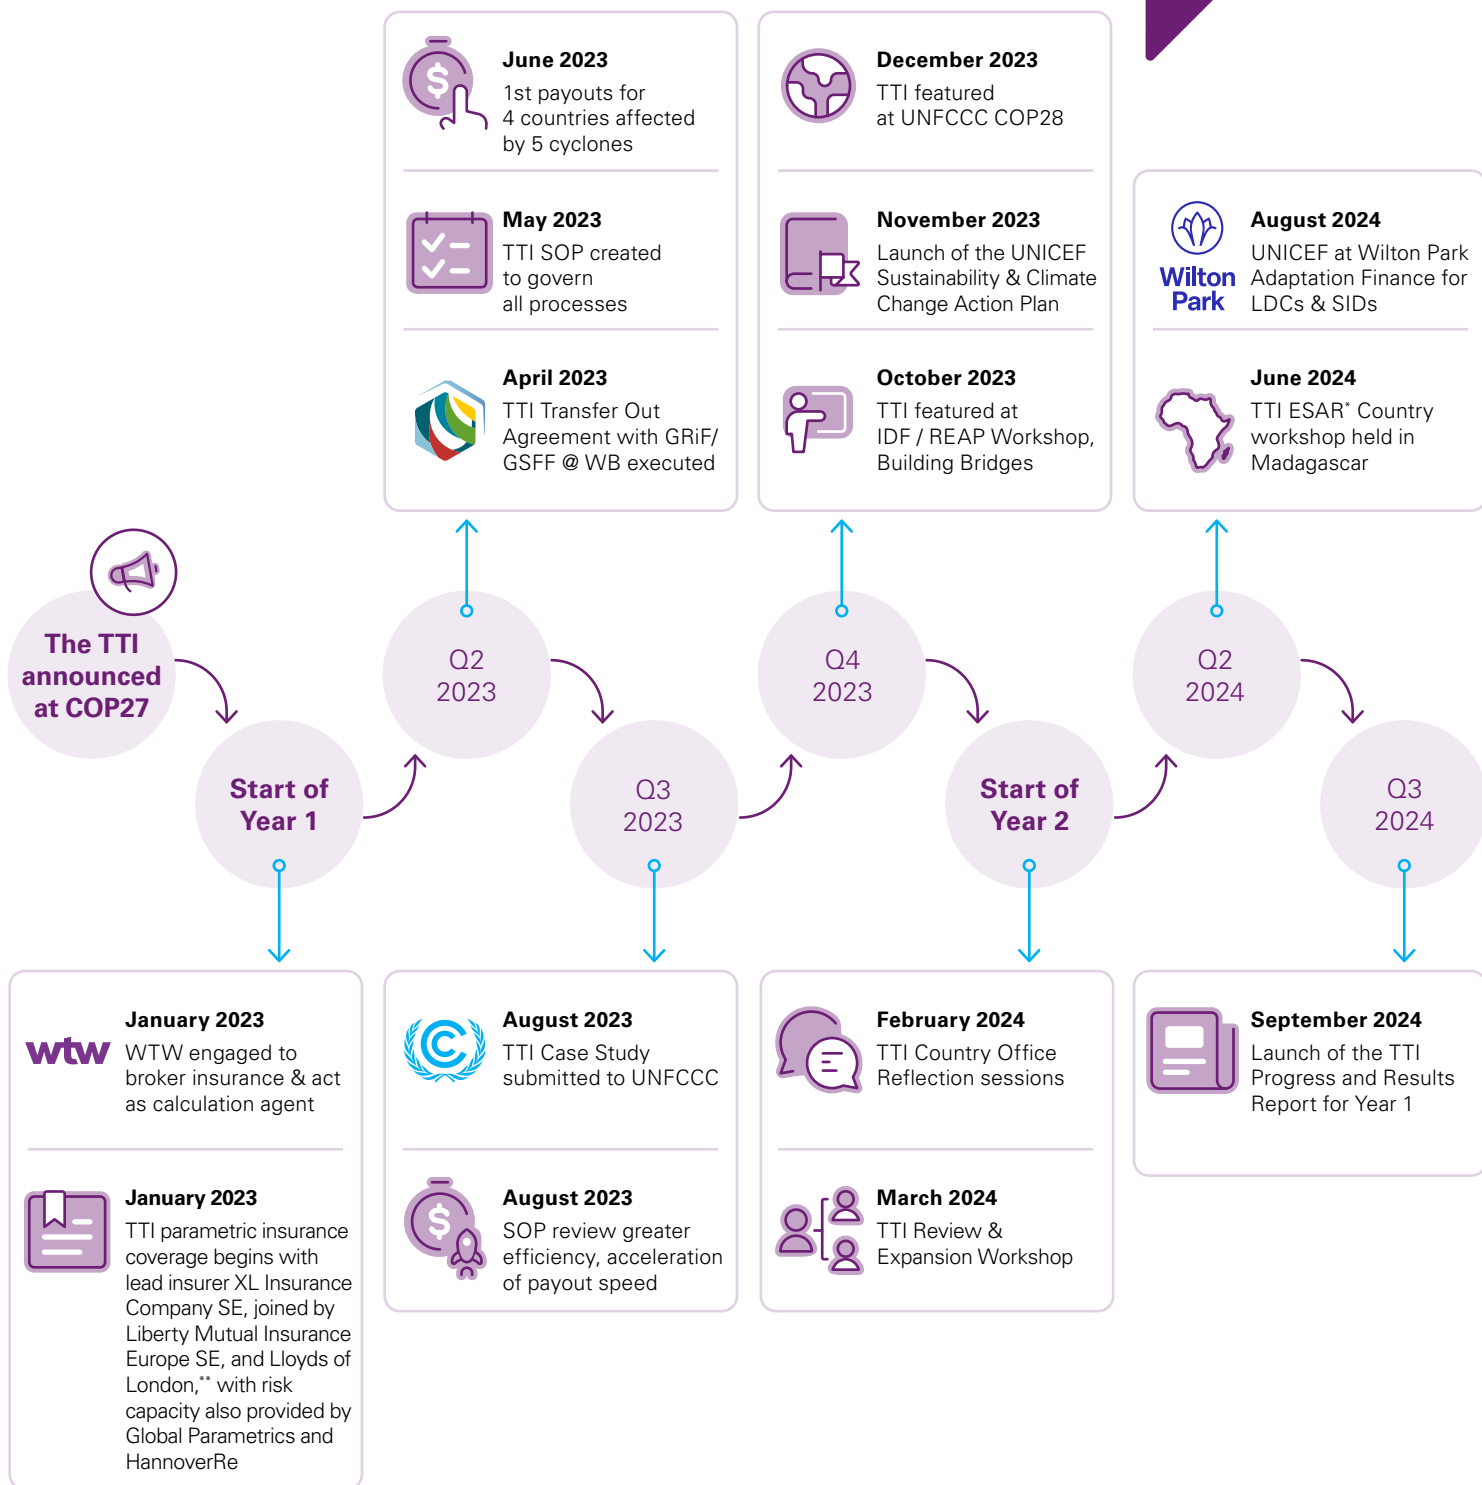 June 2023
1st payouts for
4 countries affected
by 5 cyclones
May 2023
TTI SOP created
to govern
all processes
April 2023
TTI Transfer Out
Agreement with GRiF/
GSFF @ WB executed
December 2023
TTI featured
at UNFCCC COP28
November 2023
Launch of the UNICEF
Sustainability & Climate
Change Action Plan
October 2023
TTI featured at
IDF / REAP Workshop,
Building Bridges
Wilton
Park
August 2024
UNICEF at Wilton Park
Adaptation Finance for
LDCs & SIDs
June 2024
TTI ESAR* Country
workshop held in
Madagascar
The TTI
announced
at COP27
Start of
Year 1
Q2
2023
Q3
2023
Q4
2023
Start of
Year 2
Q2
2024
Q3
2024
wtw
January 2023
WTW engaged to
broker insurance & act
as calculation agent
January 2023
TTI parametric insurance
coverage begins with
lead insurer XL Insurance
Company SE, joined by
Liberty Mutual Insurance
Europe SE, and Lloyds of
London,** with risk
capacity also provided by
Global Parametrics and
HannoverRe
August 2023
TTI Case Study
submitted to UNFCCC
August 2023
SOP review greater
efficiency, acceleration
of payout speed
February 2024
TTI Country Office
Reflection sessions
March 2024
TTI Review &
Expansion Workshop
September 2024
Launch of the TTI
Progress and Results
Report for Year 1